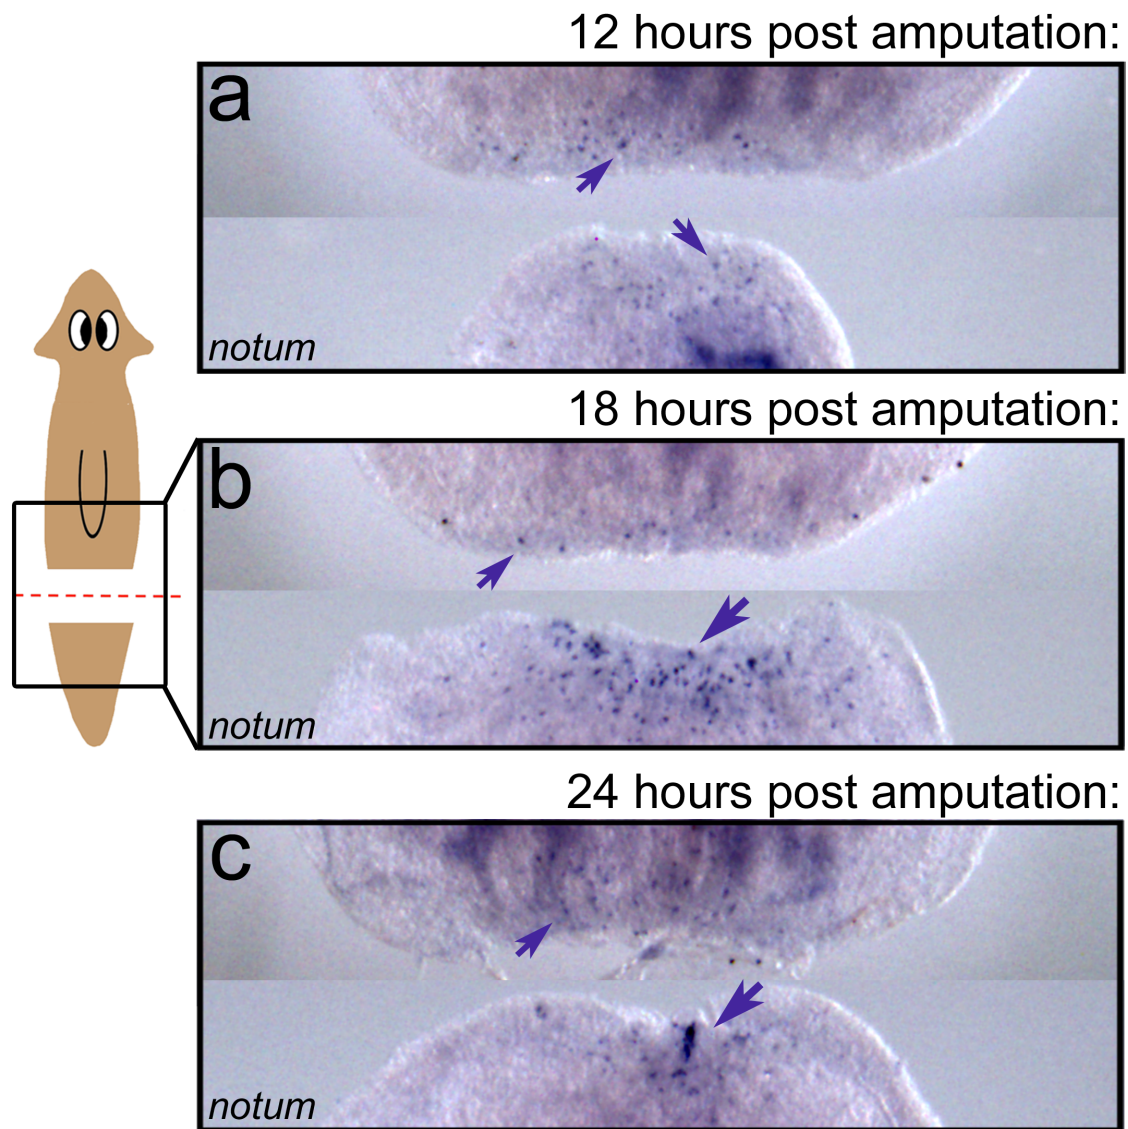 12 hours post amputation:
a
notum
18 hours post amputation:
b
notum
24 hours post amputation:
c
notum